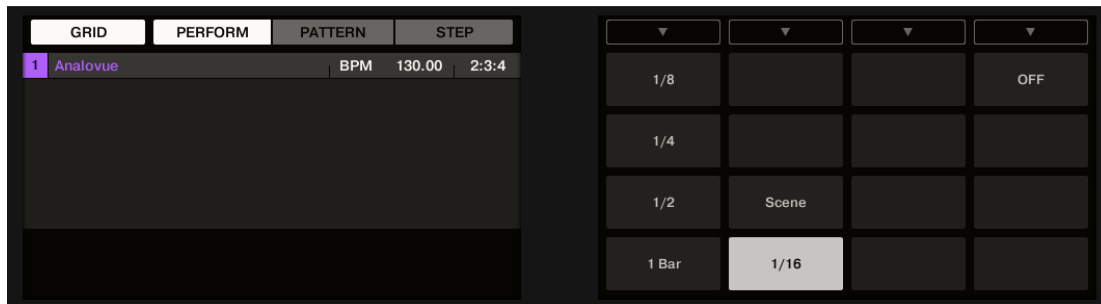 GRID PERFORM PATTERN STEP
1 Analovue BPM 130.00 2:3:4
1/8 OFF
1/4
1/2 Scene
1 Bar 1/16